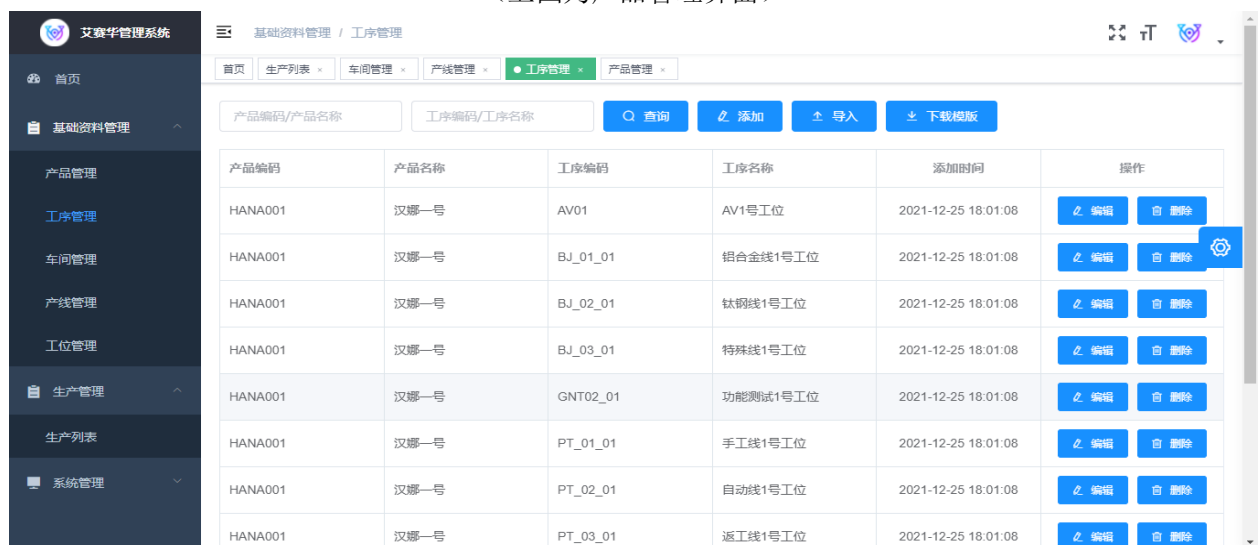 （上图为产品管理界面）
艾赛华管理系统
基础资料管理 / 工序管理
首页 生产列表 × 车间管理 × 产线管理 × 工序管理 × 产品管理 ×
首页
基础资料管理
产品管理
工序管理
车间管理
产线管理
工位管理
生产管理
生产列表
系统管理
产品编码/产品名称 工序编码/工序名称 查询 添加 导入 下载模版
产品编码 产品名称 工序编码 工序名称 添加时间 操作
HANA001 汉娜一号 AV01 AV1号工位 2021-12-25 18:01:08 编辑 删除
HANA001 汉娜一号 BJ_01_01 铝合金线1号工位 2021-12-25 18:01:08 编辑 删除
HANA001 汉娜一号 BJ_02_01 钛钢线1号工位 2021-12-25 18:01:08 编辑 删除
HANA001 汉娜一号 BJ_03_01 特殊线1号工位 2021-12-25 18:01:08 编辑 删除
HANA001 汉娜一号 GNT02_01 功能测试1号工位 2021-12-25 18:01:08 编辑 删除
HANA001 汉娜一号 PT_01_01 手工线1号工位 2021-12-25 18:01:08 编辑 删除
HANA001 汉娜一号 PT_02_01 自动线1号工位 2021-12-25 18:01:08 编辑 删除
HANA001 汉娜一号 PT_03_01 返工线1号工位 2021-12-25 18:01:08 编辑 删除